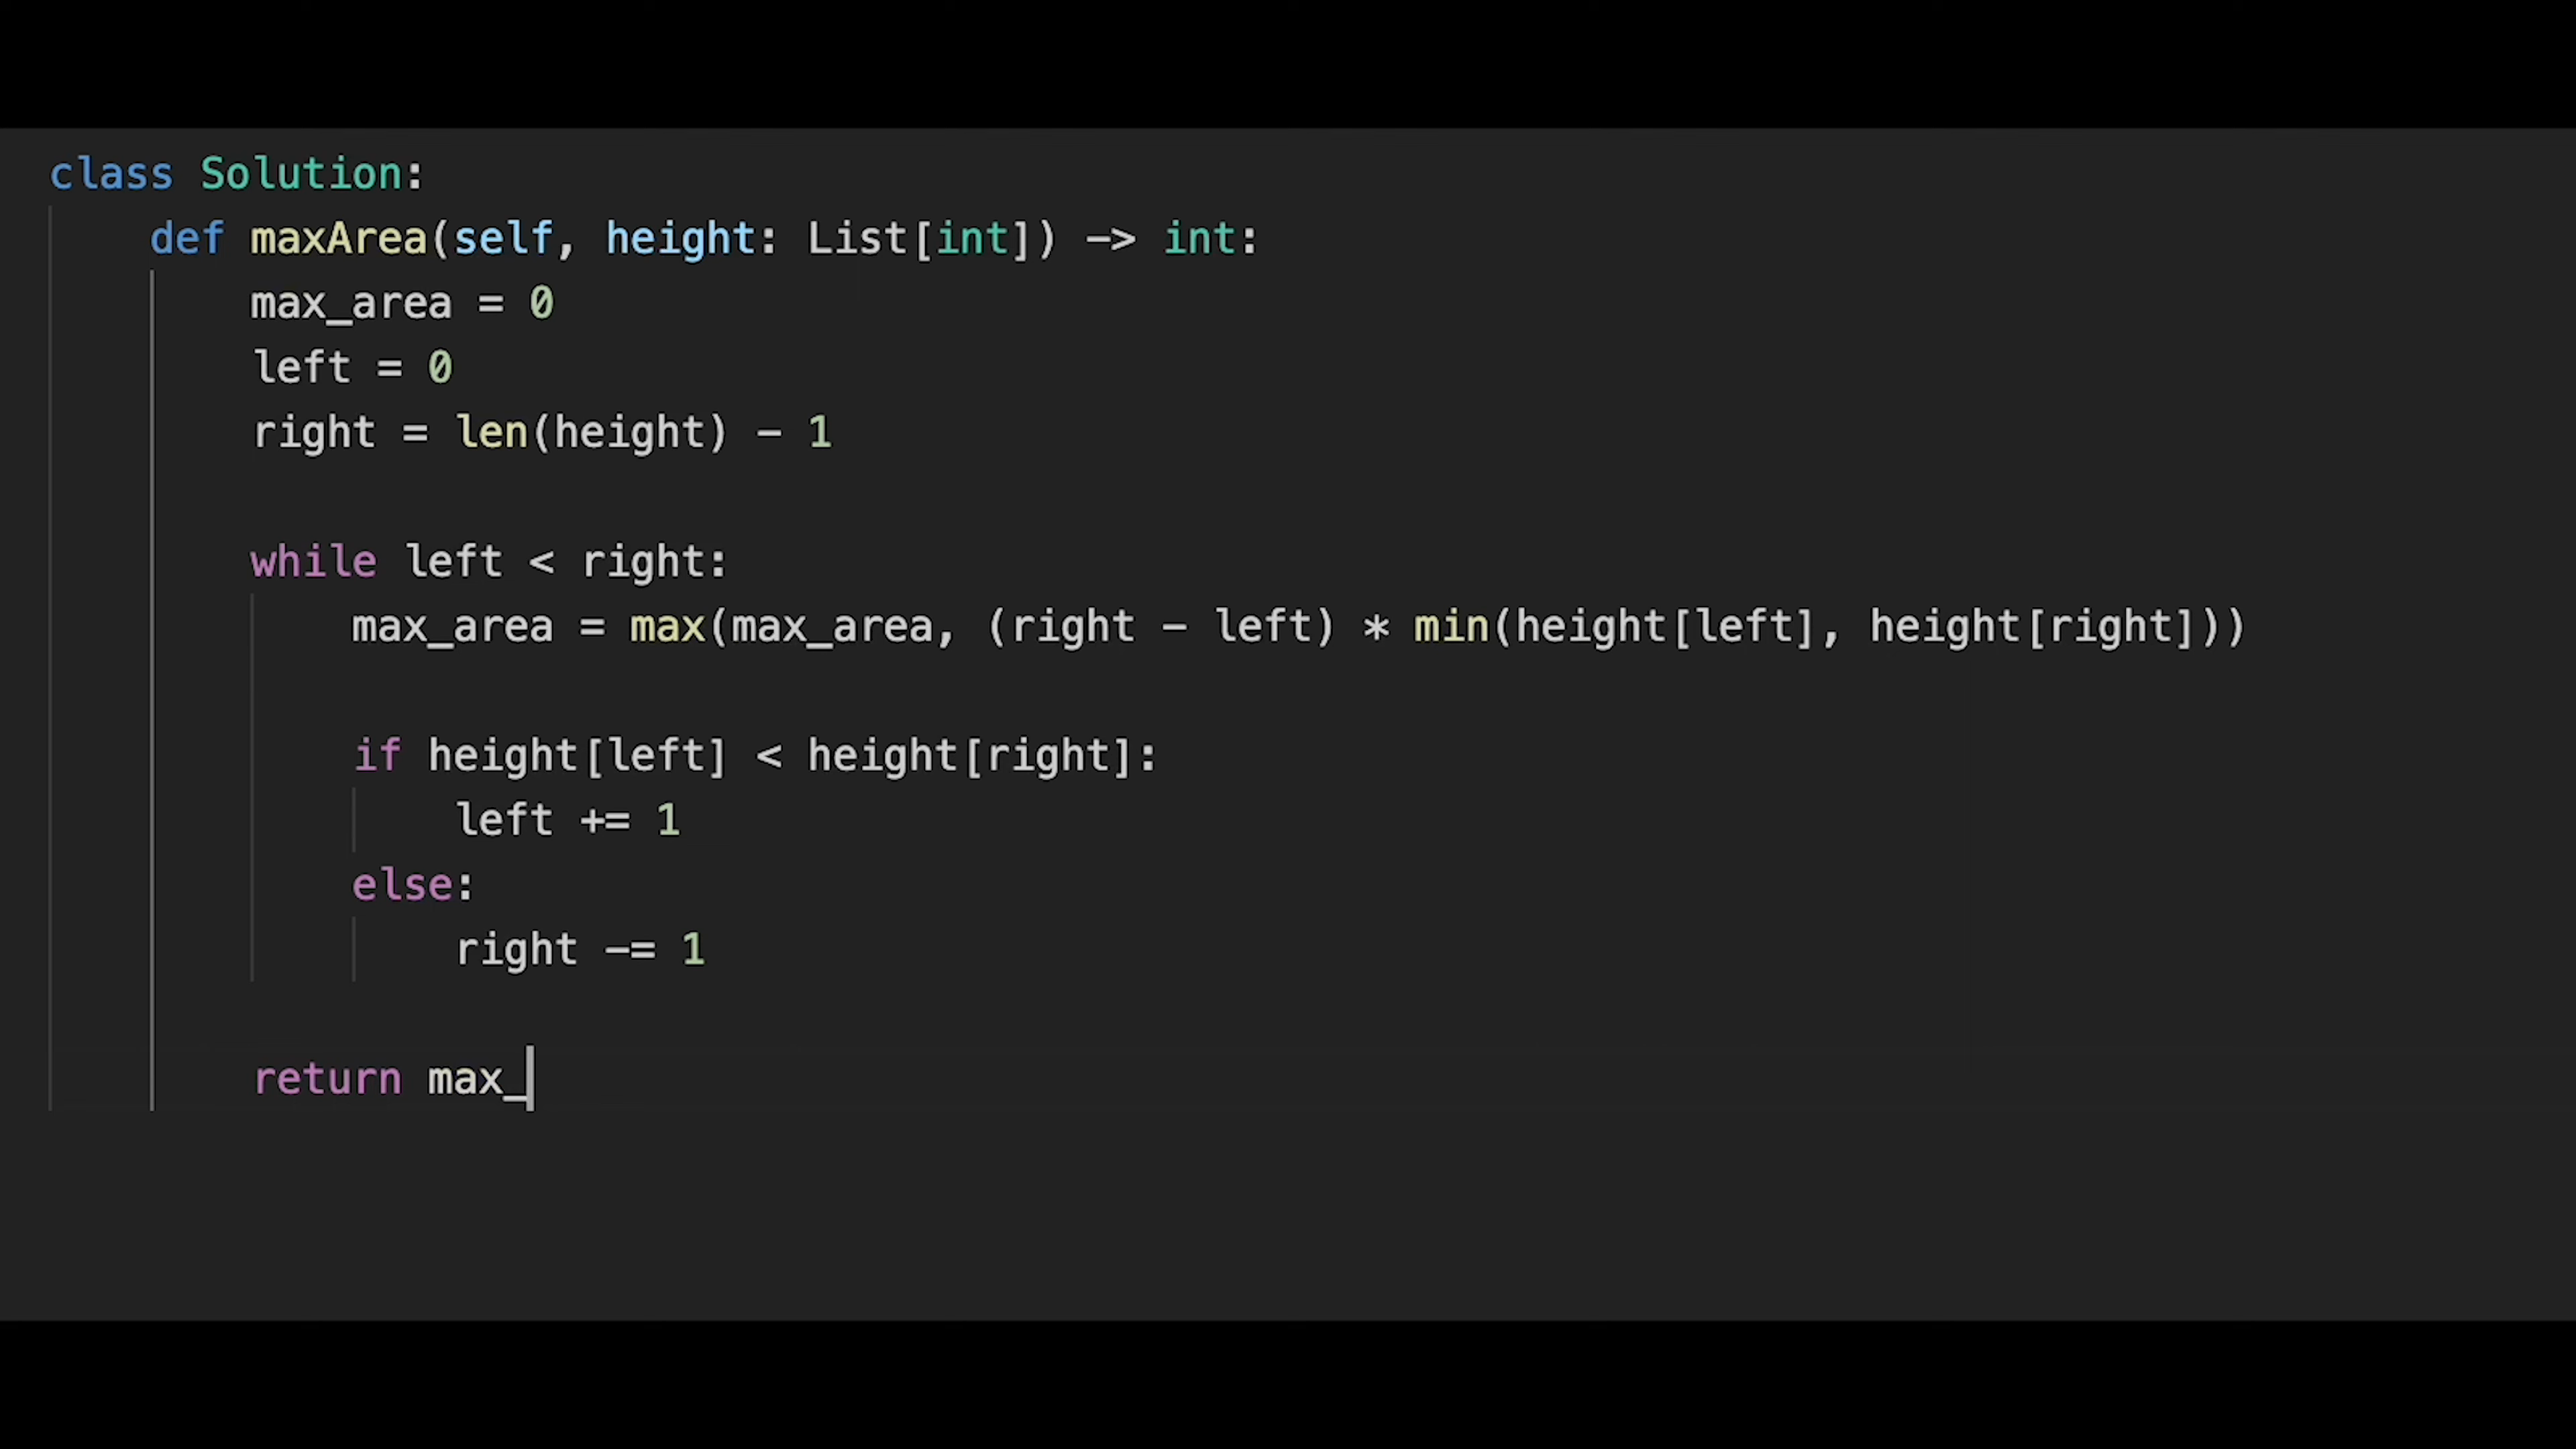 class Solution:
    def maxArea(self, height: List[int]) -> int:
        max_area = 0
        left = 0
        right = len(height) - 1

        while left < right:
            max_area = max(max_area, (right - left) * min(height[left], height[right]))

            if height[left] < height[right]:
                left += 1
            else:
                right -= 1

        return max_